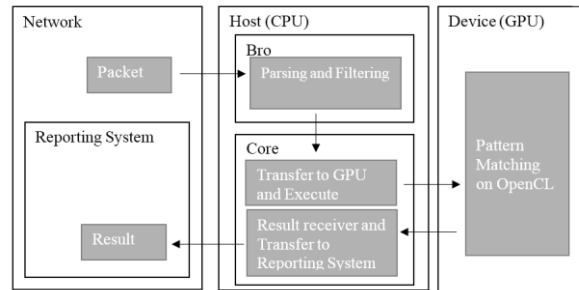 Network
Packet
Reporting System
Result
Host (CPU)
Bro
Parsing and Filtering
Core
Transfer to GPU
and Execute
Result receiver and
Transfer to
Reporting System
Device (GPU)
Pattern
Matching
on OpenCL